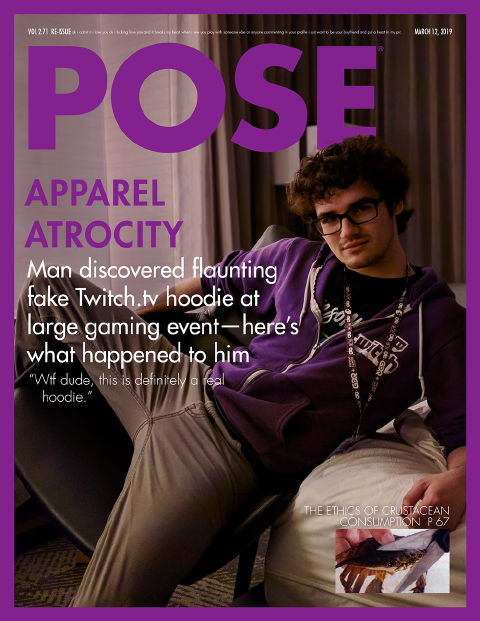 VOL 2.71 RE-ISSUE
MARCH 12, 2019
POSE®
APPAREL
ATROCITY
Man discovered flaunting
fake Twitch.tv hoodie at
large gaming event—here's
what happened to him
"Wtf dude, this is definitely a real
hoodie."
THE ETHICS OF CRUSTACEAN
CONSUMPTION P 67